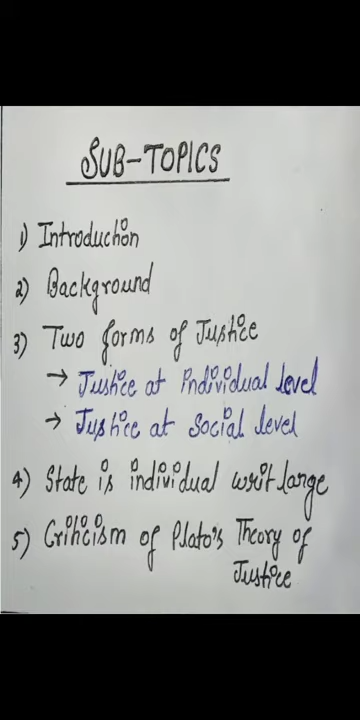 SUB-TOPICS
1) Introduction
2) Background
3) Two forms of Justice
→ Justice at individual level
→ Justice at social level
4) State is individual writ large
5) Criticism of Plato's Theory of
Justice